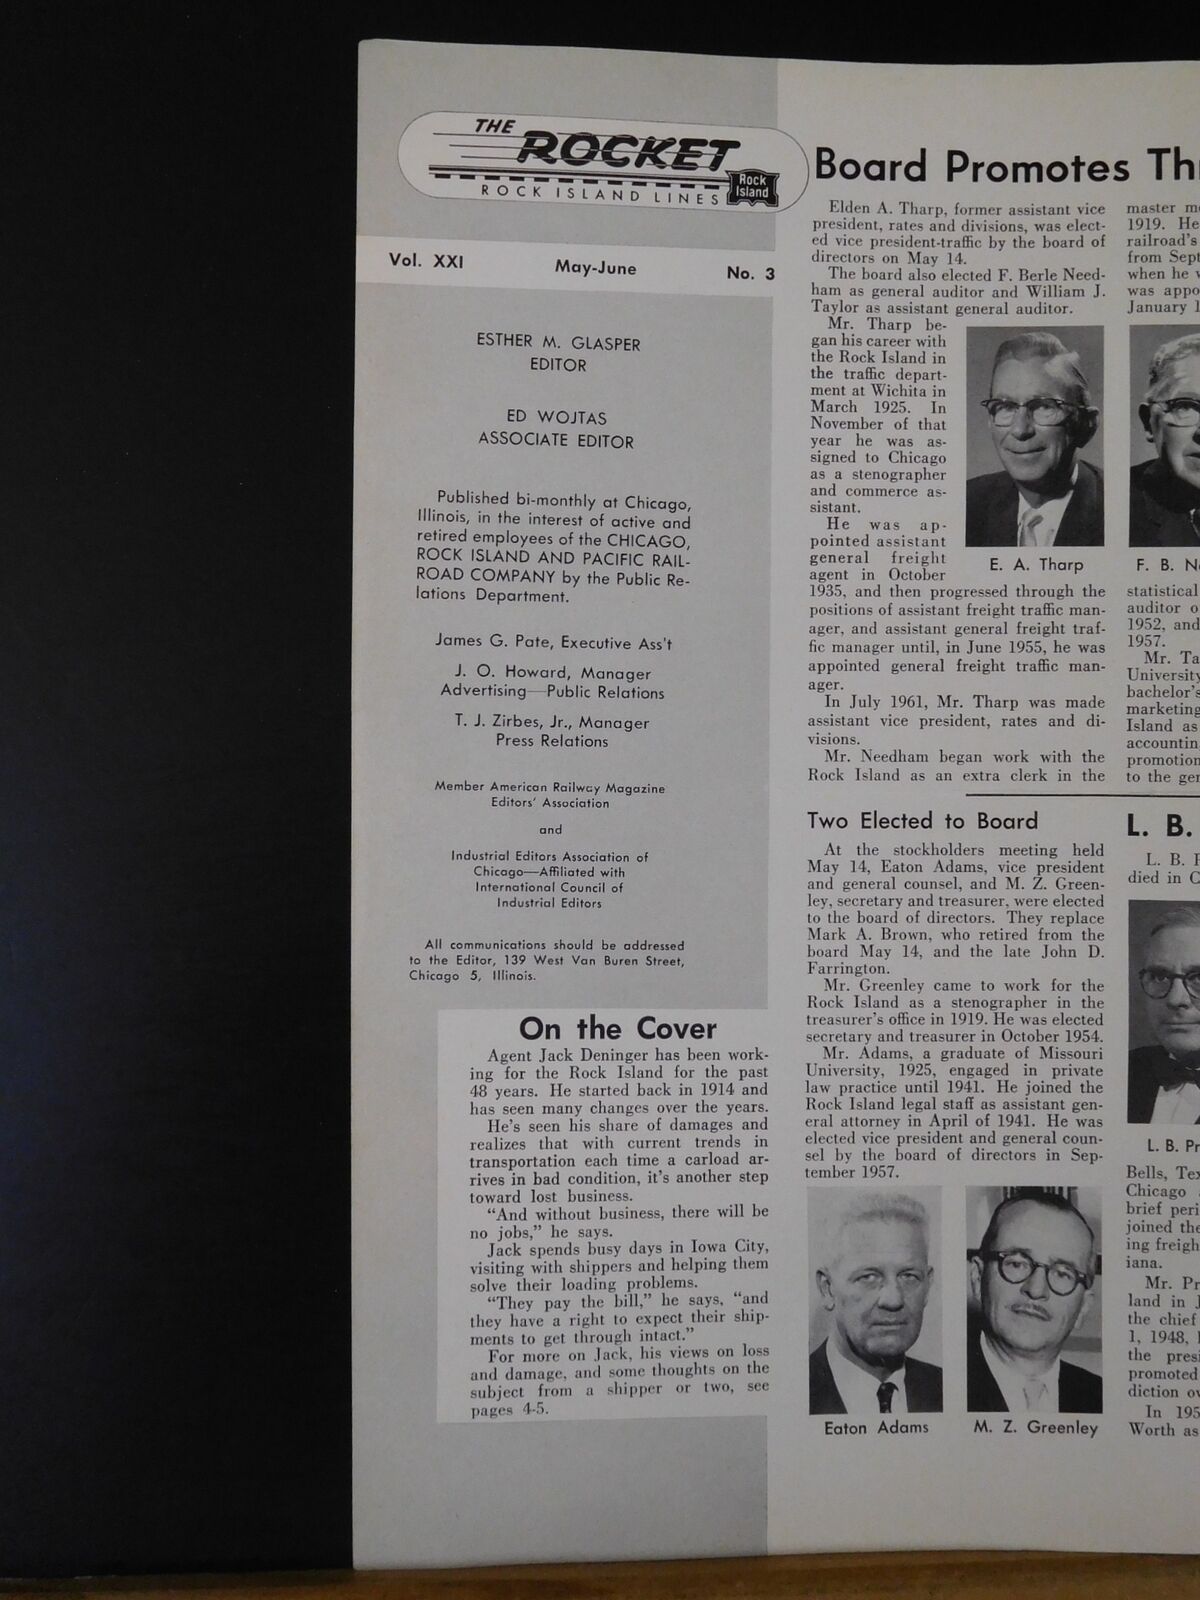 THE
ROCKET
ROCK ISLAND LINES
Rock
Island
Vol. XXI May-June No. 3
ESTHER M. GLASPER
EDITOR
ED WOJTAS
ASSOCIATE EDITOR
Published bi-monthly at Chicago,
Illinois, in the interest of active and
retired employees of the CHICAGO,
ROCK ISLAND AND PACIFIC RAIL-
ROAD COMPANY by the Public Re-
lations Department.
James G. Pate, Executive Ass't
J. O. Howard, Manager
Advertising—Public Relations
T. J. Zirbes, Jr., Manager
Press Relations
Member American Railway Magazine
Editors' Association
and
Industrial Editors Association of
Chicago—Affiliated with
International Council of
Industrial Editors
All communications should be addressed
to the Editor, 139 West Van Buren Street,
Chicago 5, Illinois.
On the Cover
Agent Jack Deninger has been work-
ing for the Rock Island for the past
48 years. He started back in 1914 and
has seen many changes over the years.
He's seen his share of damages and
realizes that with current trends in
transportation each time a carload ar-
rives in bad condition, it's another step
toward lost business.
"And without business, there will be
no jobs," he says.
Jack spends busy days in Iowa City,
visiting with shippers and helping them
solve their loading problems.
"They pay the bill," he says, "and
they have a right to expect their ship-
ments to get through intact."
For more on Jack, his views on loss
and damage, and some thoughts on the
subject from a shipper or two, see
pages 4-5.
Board Promotes
Elden A. Tharp, former assistant vice
president, rates and divisions, was elect-
ed vice president-traffic by the board of
directors on May 14.
The board also elected F. Berle Need-
ham as general auditor and William J.
Taylor as assistant general auditor.
Mr. Tharp be-
gan his career with
the Rock Island in
the traffic depart-
ment at Wichita in
March 1925. In
November of that
year he was as-
signed to Chicago
as a stenographer
and commerce as-
sistant.
He was ap-
pointed assistant
general freight
agent in October
1935, and then progressed through the
positions of assistant freight traffic man-
ager, and assistant general freight traf-
fic manager until, in June 1955, he was
appointed general freight traffic man-
ager.
In July 1961, Mr. Tharp was made
assistant vice president, rates and di-
visions.
Mr. Needham began work with the
Rock Island as an extra clerk in the
E. A. Tharp
master
1919. He
railroad's
from Sept
when he
was
January
F. B.
statistical
auditor
1952, and
1957.
Mr.
University
bachelor's
marketing
Island as
promotion
to the
Two Elected to Board
At the stockholders meeting held
May 14, Eaton Adams, vice president
and general counsel, and M. Z. Green-
ley, secretary and treasurer, were elected
to the board of directors. They replace
Mark A. Brown, who retired from the
board May 14, and the late John D.
Farrington.
Mr. Greenley came to work for the
Rock Island as a stenographer in the
treasurer's office in 1919. He was elected
secretary and treasurer in October 1954.
Mr. Adams, a graduate of Missouri
University, 1925, engaged in private
law practice until 1941. He joined the
Rock Island legal staff as assistant gen-
eral attorney in April of 1941. He was
elected vice president and general coun-
sel by the board of directors in Sep-
tember 1957.
Eaton Adams
M. Z. Greenley
L. B.
L. B.
died in
L. B.
Bells,
Chicago
brief
joined the
ing
iana.
Mr.
land in
the chief
1, 1948,
the
promoted
diction
In
Worth as